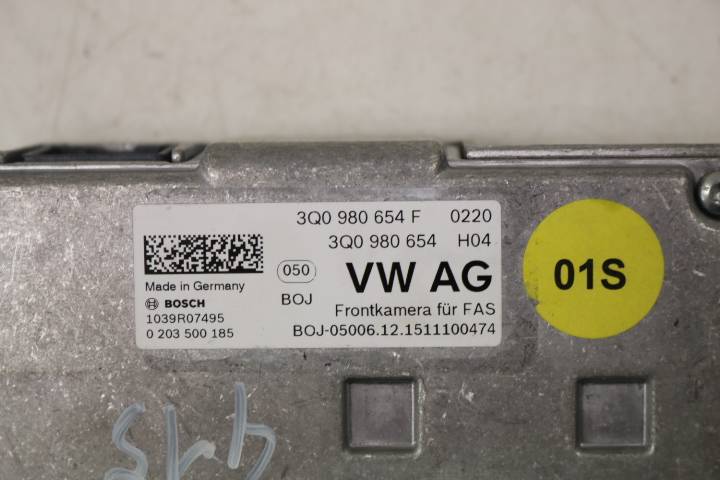 3Q0 980 654 F 0220
3Q0 980 654 H04
Made in Germany
050
VW AG
BOSCH
BOJ
1039R07495
Frontkamera für FAS
0 203 500 185
BOJ-05006.12.1511100474
01S